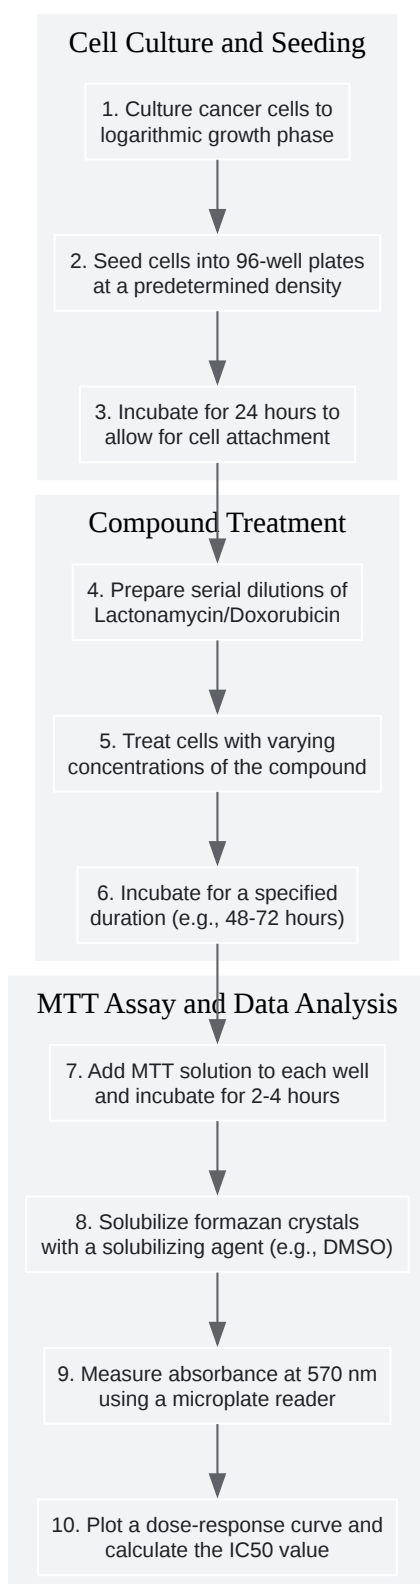 Cell Culture and Seeding
1. Culture cancer cells to
logarithmic growth phase
2. Seed cells into 96-well plates
at a predetermined density
3. Incubate for 24 hours to
allow for cell attachment
Compound Treatment
4. Prepare serial dilutions of
Lactonamycin/Doxorubicin
5. Treat cells with varying
concentrations of the compound
6. Incubate for a specified
duration (e.g., 48-72 hours)
MTT Assay and Data Analysis
7. Add MTT solution to each well
and incubate for 2-4 hours
8. Solubilize formazan crystals
with a solubilizing agent (e.g., DMSO)
9. Measure absorbance at 570 nm
using a microplate reader
10. Plot a dose-response curve and
calculate the IC50 value